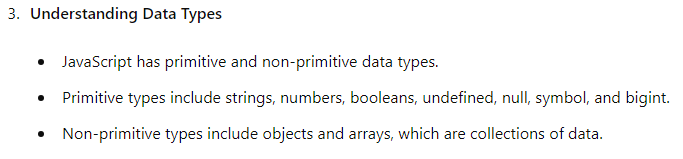 3. Understanding Data Types
• JavaScript has primitive and non-primitive data types.
• Primitive types include strings, numbers, booleans, undefined, null, symbol, and bigint.
• Non-primitive types include objects and arrays, which are collections of data.